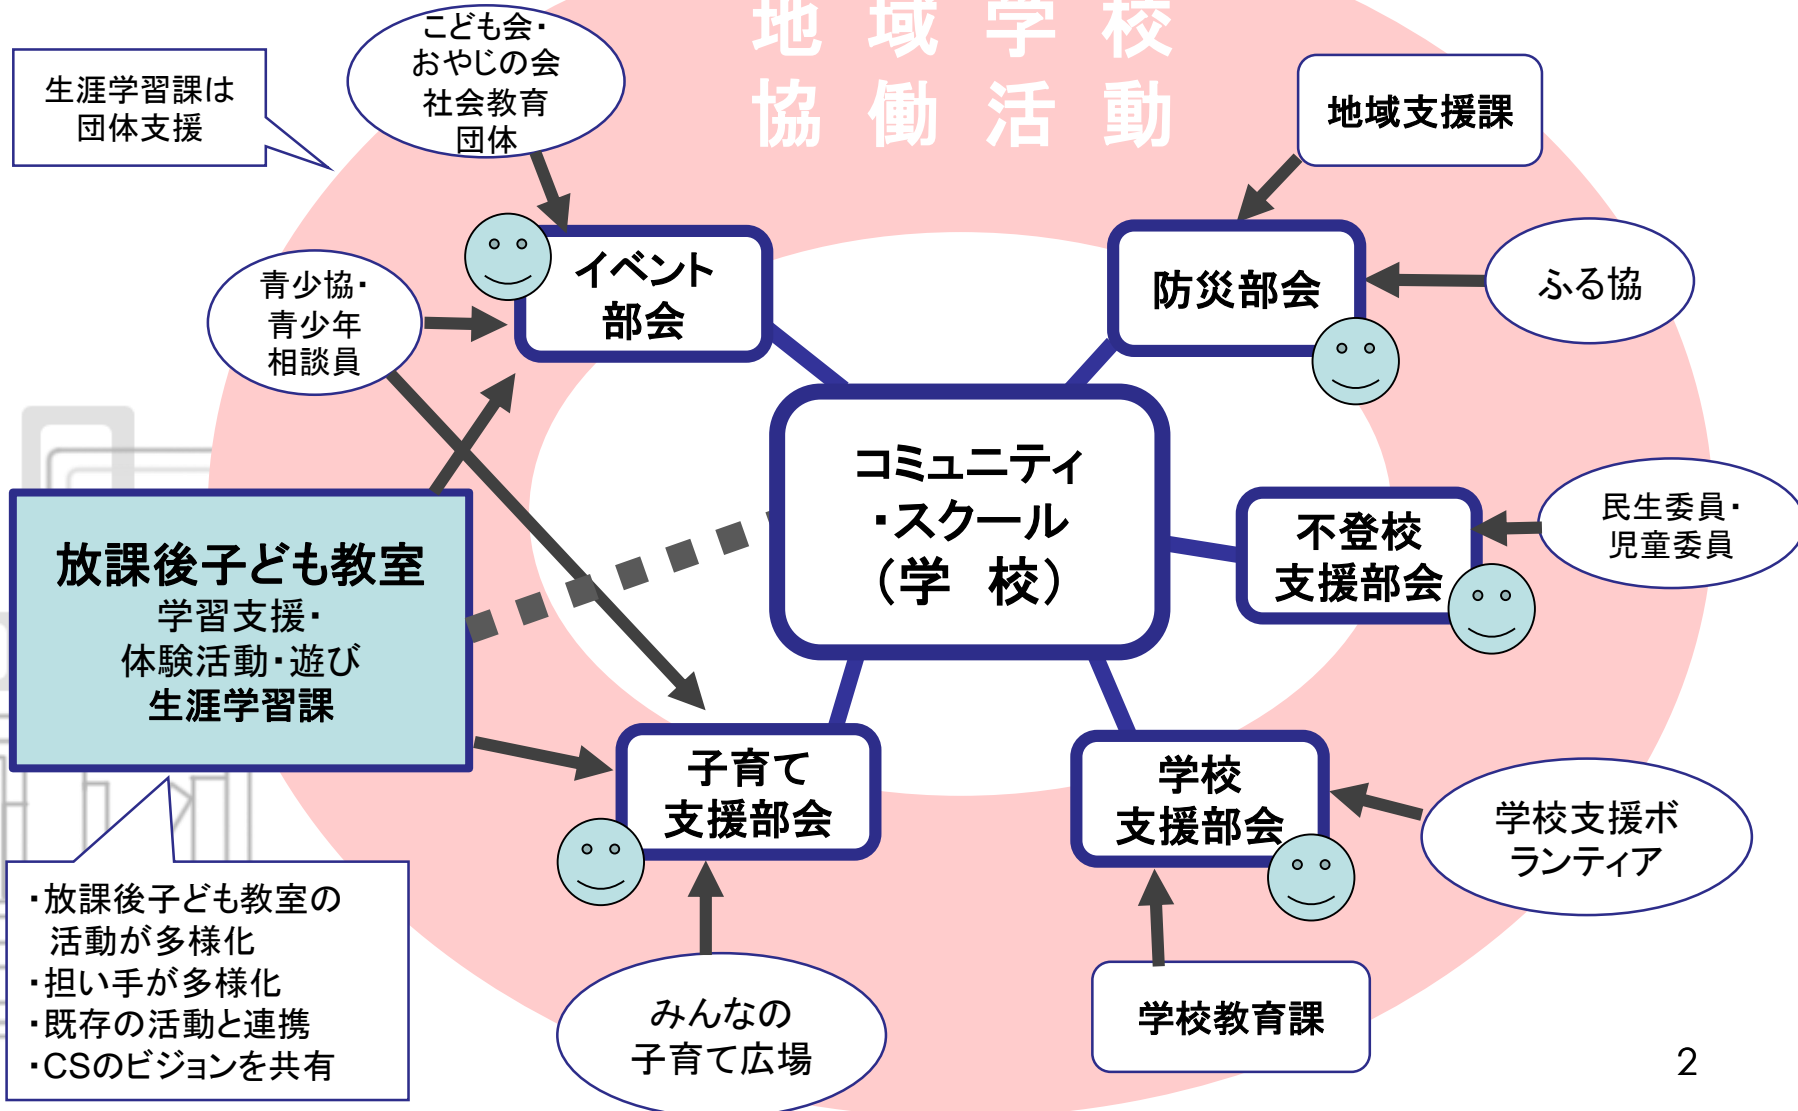 地域学校
協働活動
こども会・
おやじの会
社会教育
団体
生涯学習課は
団体支援
地域支援課
青少協・
青少年
相談員
イベント
部会
防災部会
ふる協
コミュニティ
・スクール
（学　校）
民生委員・
児童委員
不登校
支援部会
放課後子ども教室
学習支援・
体験活動・遊び
生涯学習課
子育て
支援部会
学校
支援部会
学校支援ボ
ランティア
・放課後子ども教室の
活動が多様化
・担い手が多様化
・既存の活動と連携
・CSのビジョンを共有
みんなの
子育て広場
学校教育課
2